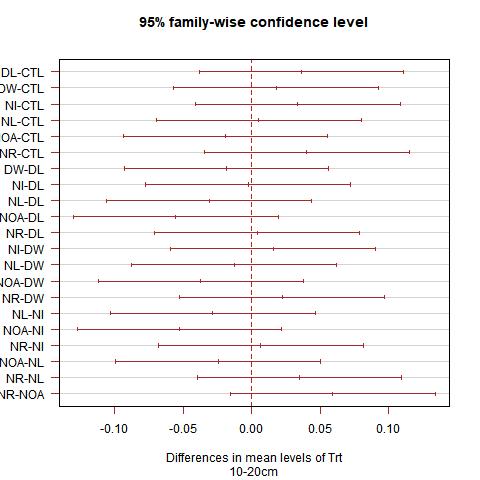 95% family-wise confidence level
DL-CTL
DW-CTL
NI-CTL
NL-CTL
NOA-CTL
NR-CTL
DW-DL
NI-DL
NL-DL
NOA-DL
NR-DL
NI-DW
NL-DW
NOA-DW
NR-DW
NL-NI
NOA-NI
NR-NI
NOA-NL
NR-NL
NR-NOA
-0.10 -0.05 0.00 0.05 0.10
Differences in mean levels of Trt
10-20cm